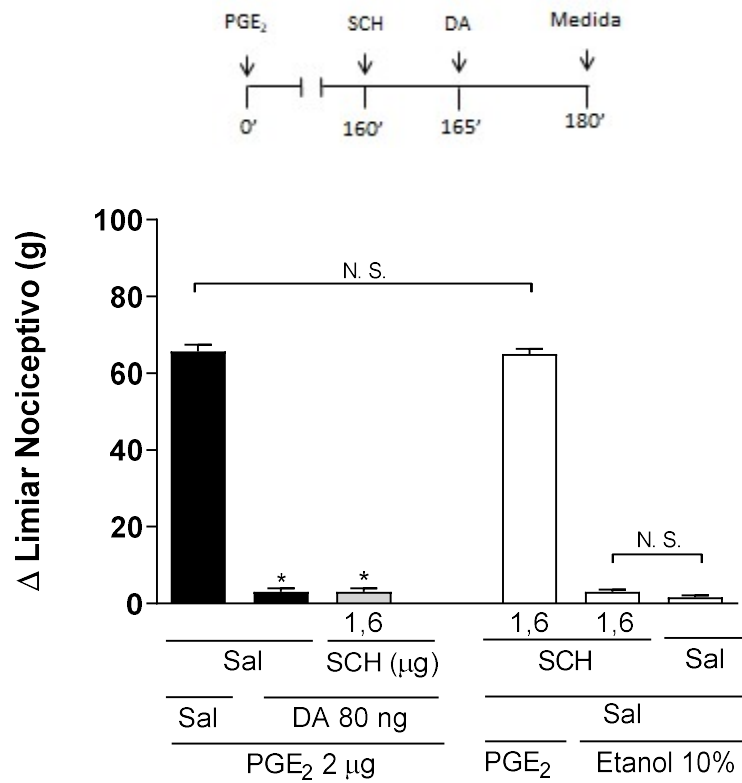 PGE2 SCH DA Medida
0' 160' 165' 180'
Δ Limiar Nociceptivo (g)
100
80
60
40
20
0
N. S.
* *
N. S.
1,6 1,6 1,6
Sal SCH (μg) SCH Sal
Sal DA 80 ng Sal
PGE2 2 μg PGE2 Etanol 10%